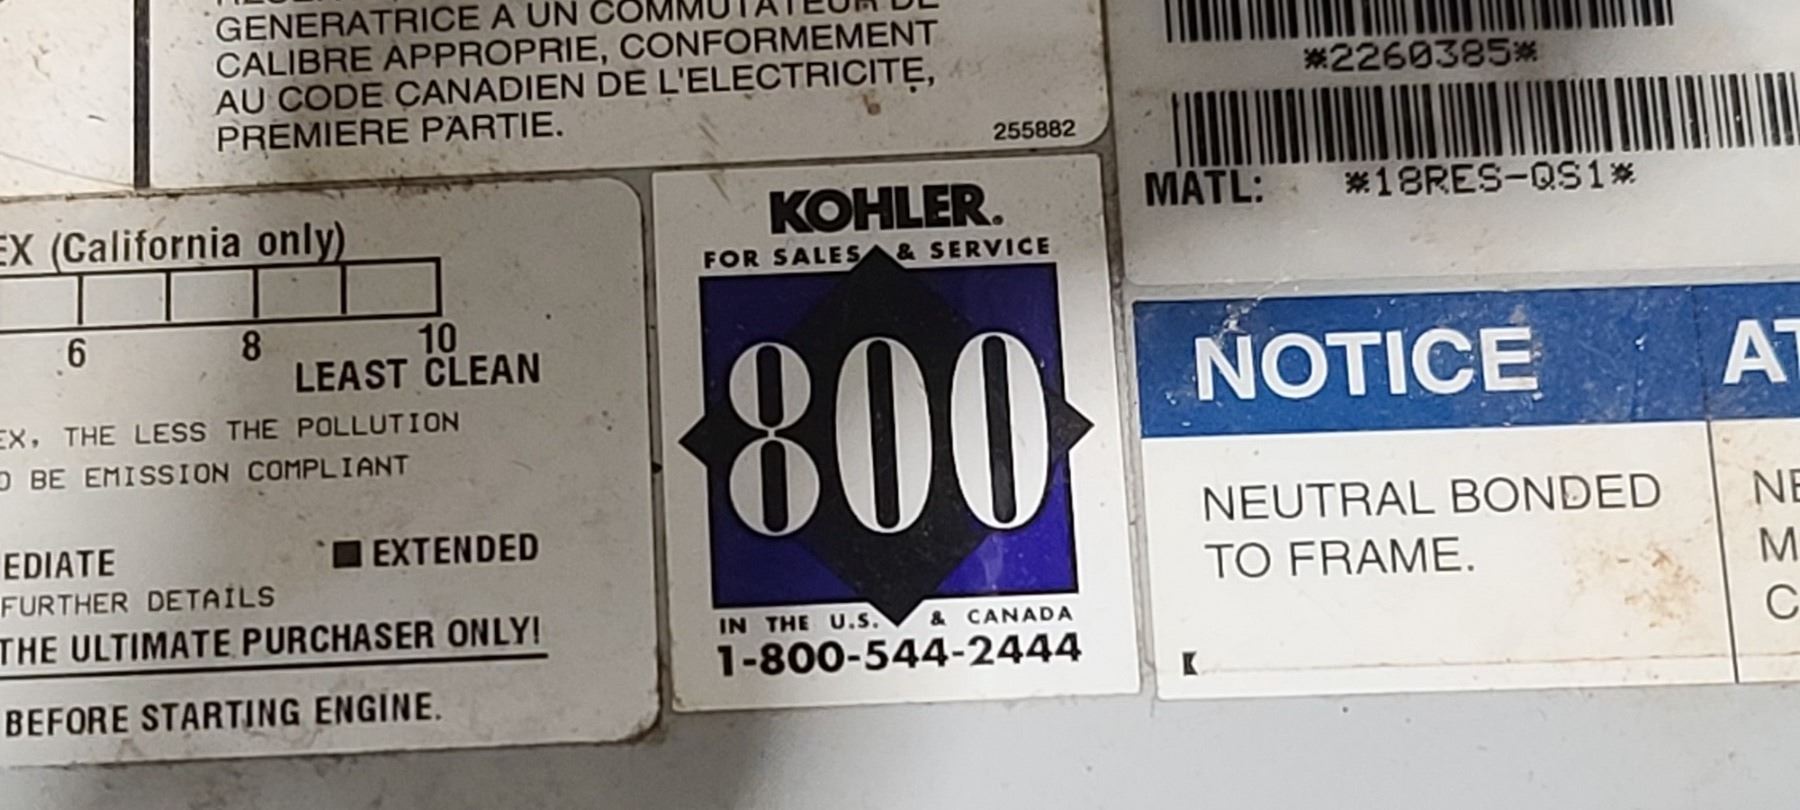 GENERATRICE A UN COMMUTATEUR DE
CALIBRE APPROPRIE, CONFORMEMENT
AU CODE CANADIEN DE L'ELECTRICITE,
PREMIERE PARTIE.
255882
*2260385*
MATL: *18RES-QS1*
EX (California only)
6 8 10
LEAST CLEAN
EX, THE LESS THE POLLUTION
BE EMISSION COMPLIANT
EDIATE ■ EXTENDED
FURTHER DETAILS
THE ULTIMATE PURCHASER ONLY!
BEFORE STARTING ENGINE.
KOHLER.
FOR SALES & SERVICE
800
IN THE U.S. & CANADA
1-800-544-2444
NOTICE
NEUTRAL BONDED
TO FRAME.
K
AT
NE
M
C